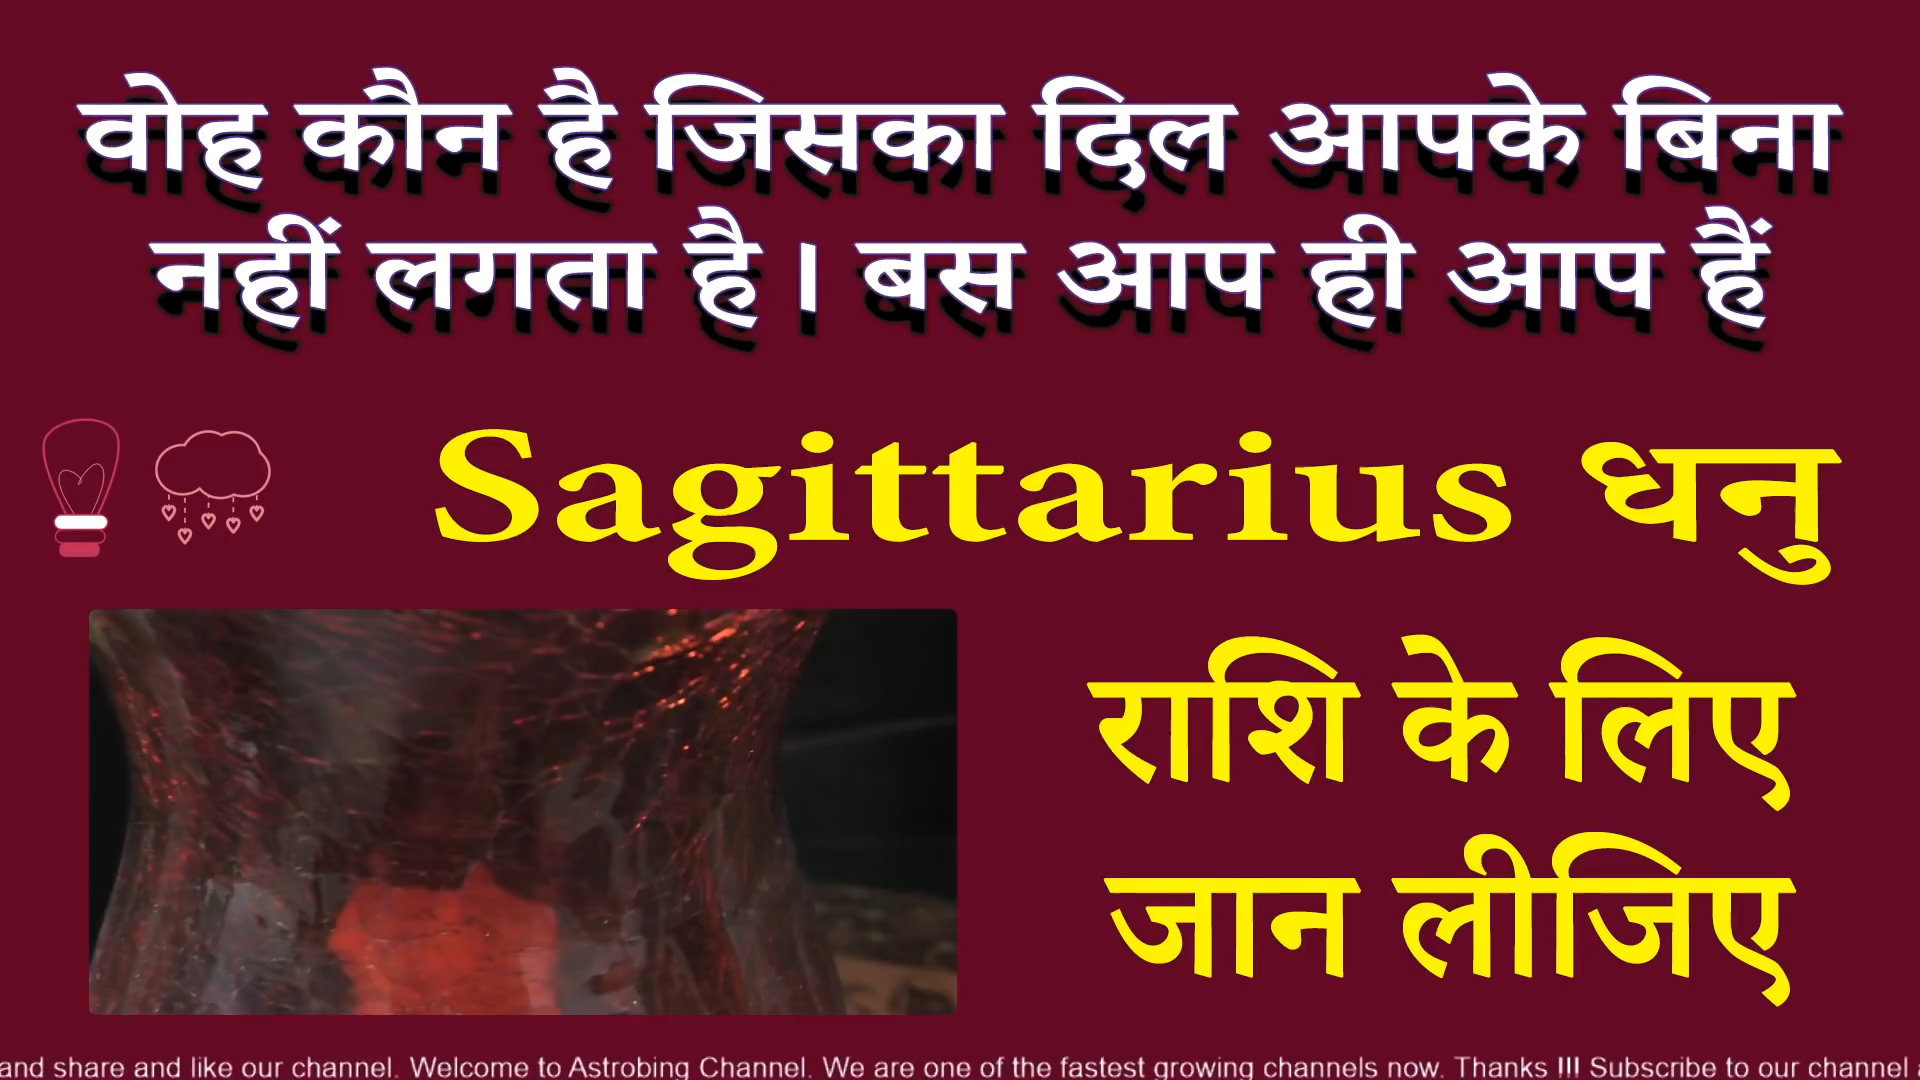 वोह कौन है जिसका दिल आपके बिना
नहीं लगता है। बस आप ही आप हैं
Sagittarius धनु
राशि के लिए
जान लीजिए
and share and like our channel. Welcome to Astrobing Channel. We are one of the fastest growing channels now. Thanks !!! Subscribe to our channel